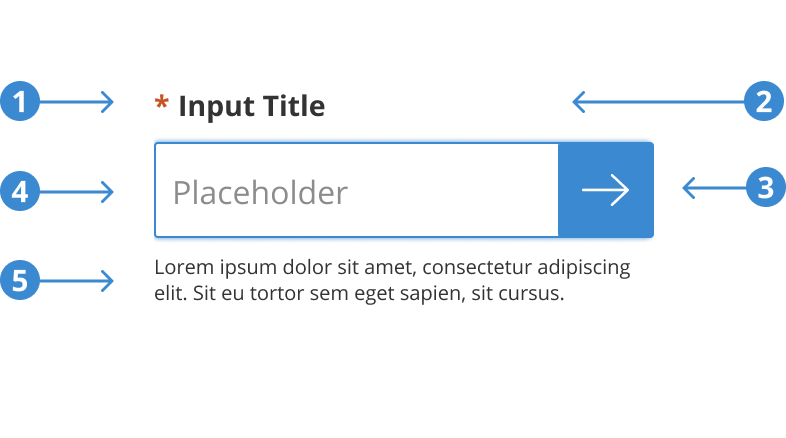 1
* Input Title
2
4
Placeholder
3
5
Lorem ipsum dolor sit amet, consectetur adipiscing
elit. Sit eu tortor sem eget sapien, sit cursus.